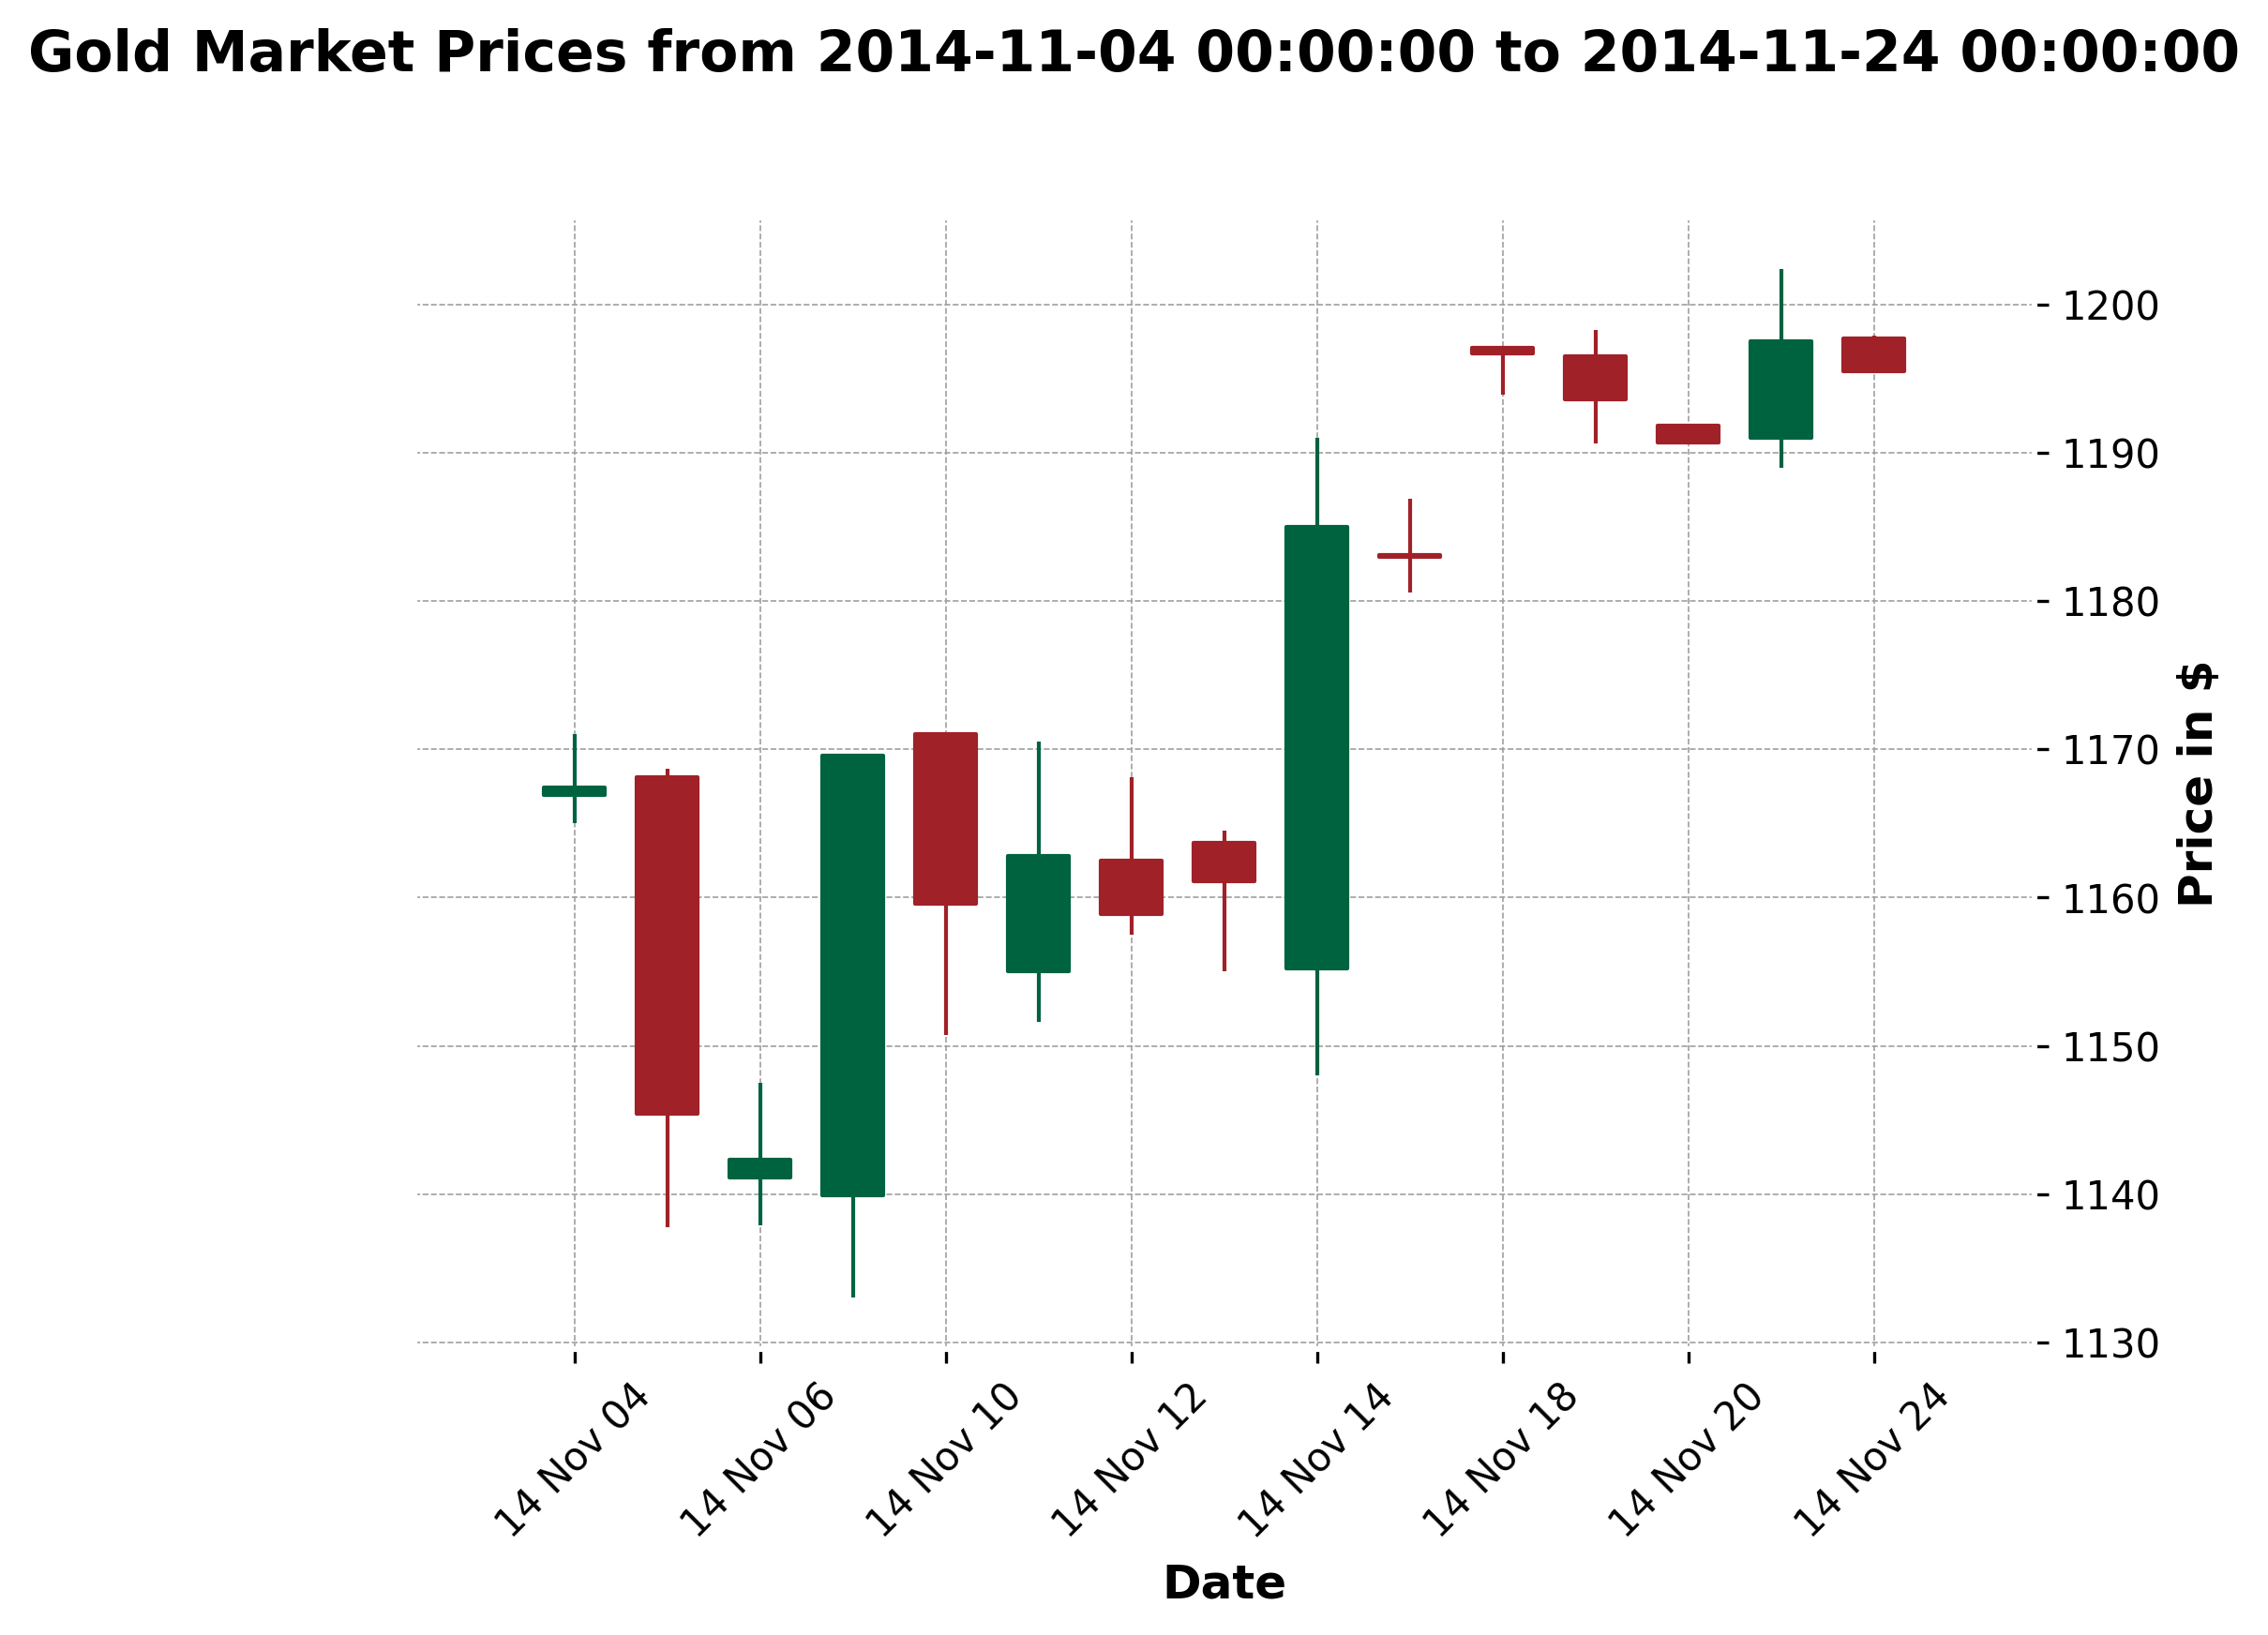 Gold Market Prices from 2014-11-04 00:00:00 to 2014-11-24 00:00:00
1200
1190
1180
1170
1160
1150
1140
1130
Price in $
14 Nov 04
14 Nov 06
14 Nov 10
14 Nov 12
14 Nov 14
14 Nov 18
14 Nov 20
14 Nov 24
Date